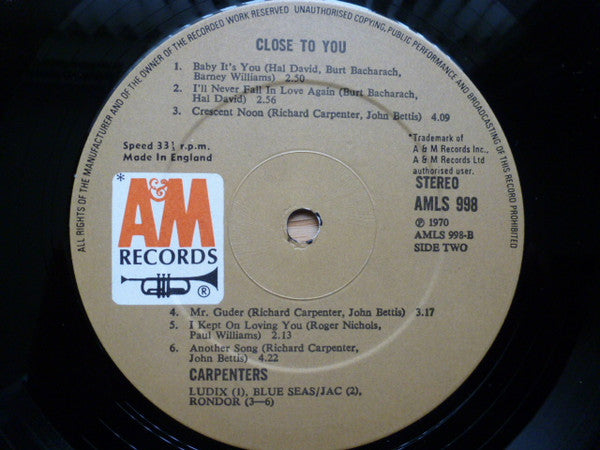 ALL RIGHTS OF THE MANUFACTURER AND OF THE OWNER OF THE RECORDED WORK RESERVED UNAUTHORISED COPYING, PUBLIC PERFORMANCE AND BROADCASTING OF THIS RECORD PROHIBITED
CLOSE TO YOU
1. Baby It's You (Hal David, Burt Bacharach,
Barney Williams) 2.50
2. I'll Never Fall In Love Again (Burt Bacharach,
Hal David) 2.56
3. Crescent Noon (Richard Carpenter, John Bettis) 4.09
Speed 33⅓ r.p.m.
Made In England
*Trademark of
A & M Records Inc.,
A & M Records Ltd
authorised user.
STEREO
AMLS 998
℗ 1970
AMLS 998-B
SIDE TWO
*
A&M
RECORDS
®
4. Mr. Guder (Richard Carpenter, John Bettis) 3.17
5. I Kept On Loving You (Roger Nichols,
Paul Williams) 2.13
6. Another Song (Richard Carpenter,
John Bettis) 4.22
CARPENTERS
LUDIX (1), BLUE SEAS/JAC (2),
RONDOR (3—6)